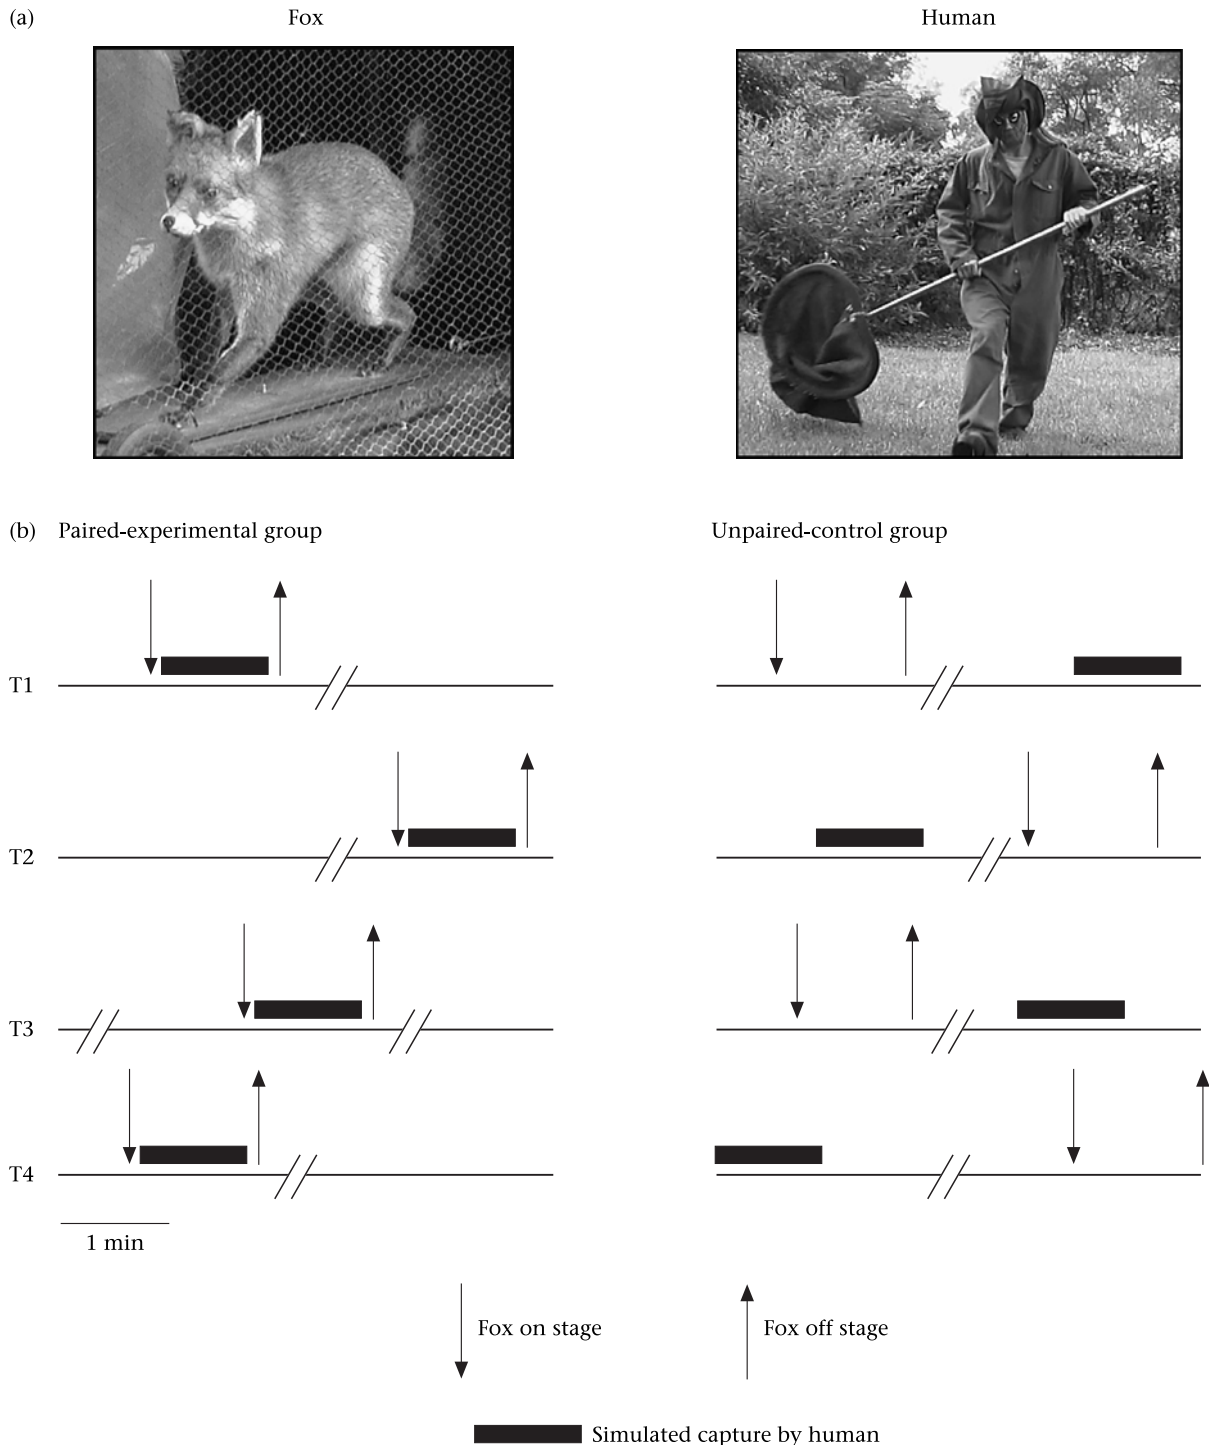 (a) Fox Human
(b) Paired-experimental group Unpaired-control group
T1
T2
T3
T4
1 min
Fox on stage Fox off stage
Simulated capture by human